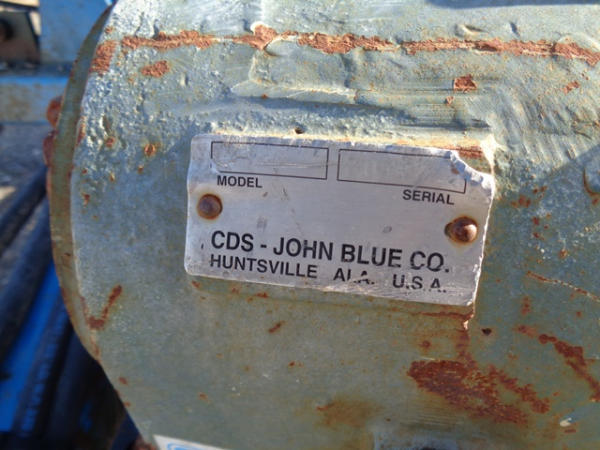 MODEL SERIAL
CDS - JOHN BLUE CO.
HUNTSVILLE ALA. U.S.A.